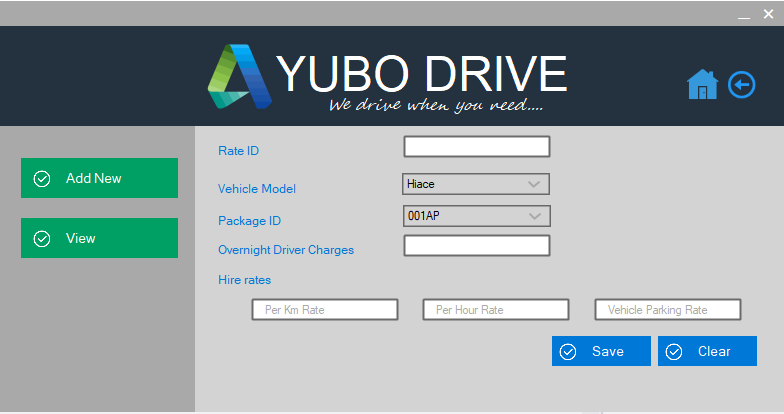 YUBO DRIVE
We drive when you need....
Add New
View
Rate ID
Vehicle Model
Hiace
Package ID
001AP
Overnight Driver Charges
Hire rates
Per Km Rate
Per Hour Rate
Vehicle Parking Rate
Save
Clear